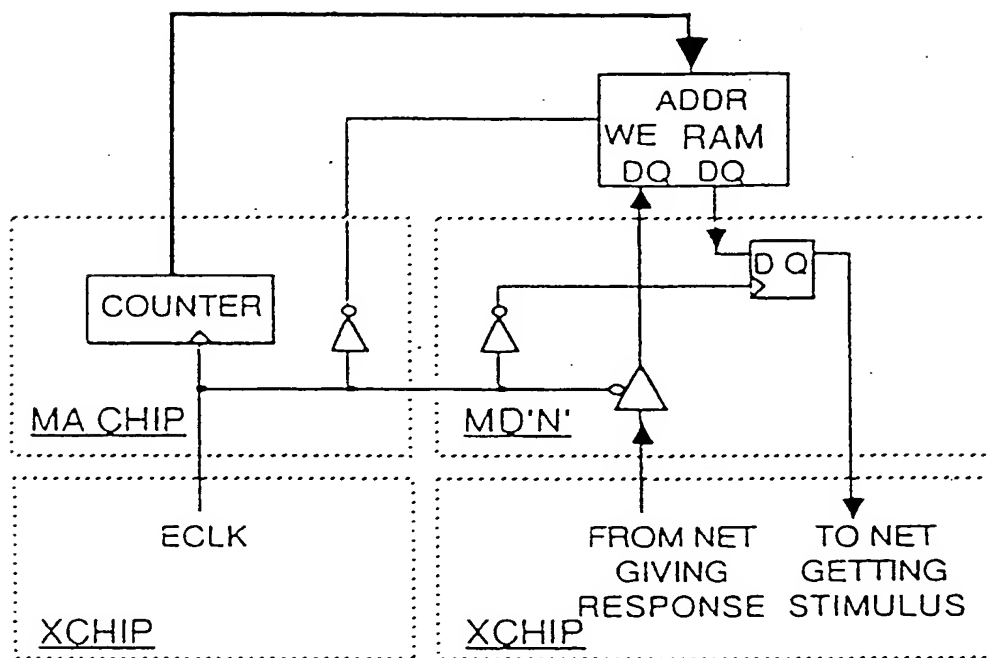 ADDR
WE RAM
DQ DQ
D Q
COUNTER
MA CHIP
MD'N'
ECLK
FROM NET
GIVING
RESPONSE
TO NET
GETTING
STIMULUS
XCHIP
XCHIP